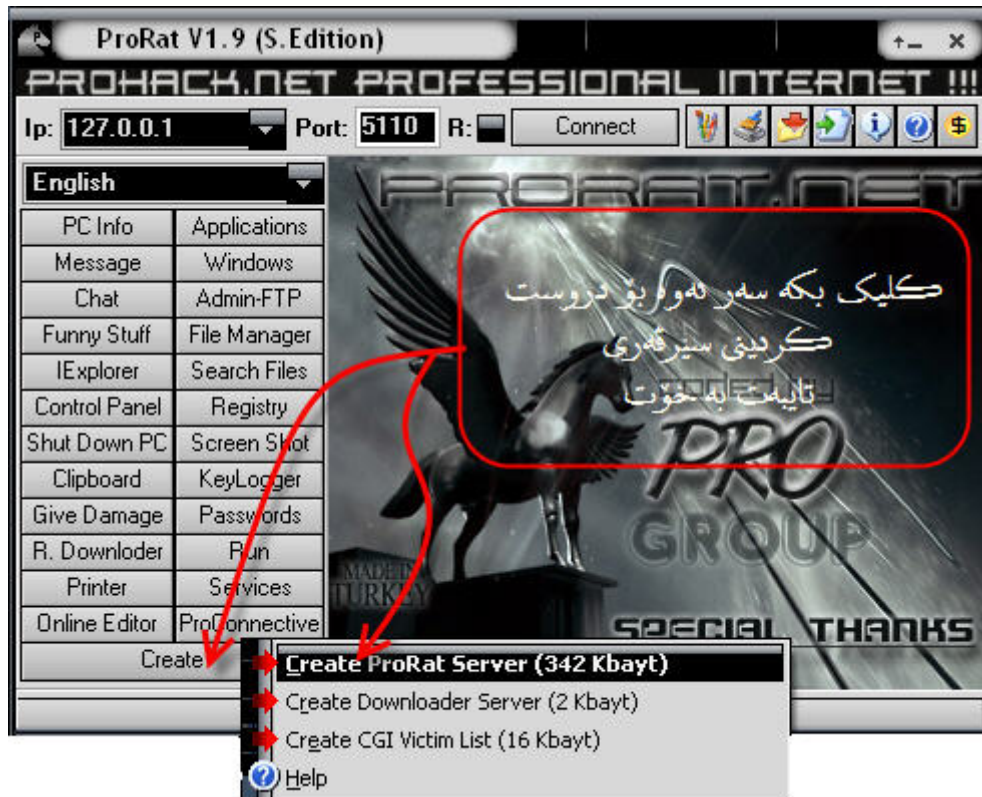 P
ProRat V1.9 (S.Edition)
PROHACK.NET PROFESSIONAL INTERNET !!!
Ip: 127.0.0.1 Port: 5110 R: Connect
English
PC Info Applications
Message Windows
Chat Admin-FTP
Funny Stuff File Manager
IExplorer Search Files
Control Panel Registry
Shut Down PC Screen Shot
Clipboard KeyLogger
Give Damage Passwords
R. Downloder Run
Printer Services
Online Editor ProConnective
Create
PRORAT.NET
کلیک بکە سەر ئەوە بۆ دروست
کردینی سێرڤەری
تایبەت بە خۆت
Coded by
PRO
GROUP
MADE IN
TURKEY
SPECIAL THANKS
Create ProRat Server (342 Kbayt)
Create Downloader Server (2 Kbayt)
Create CGI Victim List (16 Kbayt)
Help